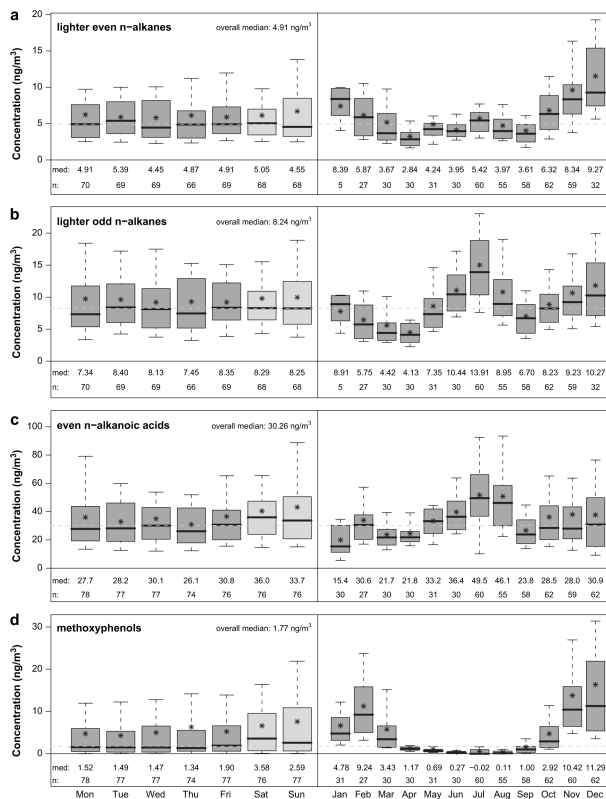 a lighter even n−alkanes overall median: 4.91 ng/m³
Concentration (ng/m³)
20
15
10
5
0
med: 4.91 5.39 4.45 4.87 4.91 5.05 4.55 8.39 5.87 3.67 2.84 4.24 3.95 5.42 3.97 3.61 6.32 8.34 9.27
n: 70 69 69 66 69 68 68 5 27 30 30 31 30 60 55 58 62 59 32
b lighter odd n−alkanes overall median: 8.24 ng/m³
Concentration (ng/m³)
20
15
10
5
0
med: 7.34 8.40 8.13 7.45 8.35 8.29 8.25 8.91 5.75 4.42 4.13 7.35 10.44 13.91 8.95 6.70 8.23 9.23 10.27
n: 70 69 69 66 69 68 68 5 27 30 30 31 30 60 55 58 62 59 32
c even n−alkanoic acids overall median: 30.26 ng/m³
Concentration (ng/m³)
100
80
60
40
20
0
med: 27.7 28.2 30.1 26.1 30.8 36.0 33.7 15.4 30.6 21.7 21.8 33.2 36.4 49.5 46.1 23.8 28.5 28.0 30.9
n: 78 77 77 74 76 76 76 30 27 30 30 31 30 60 55 58 62 60 62
d methoxyphenols overall median: 1.77 ng/m³
Concentration (ng/m³)
30
20
10
0
med: 1.52 1.49 1.47 1.34 1.90 3.58 2.59 4.78 9.24 3.43 1.17 0.69 0.27 −0.02 0.11 1.00 2.92 10.42 11.29
n: 78 77 77 74 77 76 77 31 27 30 30 31 30 60 55 58 62 60 62
Mon Tue Wed Thu Fri Sat Sun Jan Feb Mar Apr May Jun Jul Aug Sep Oct Nov Dec